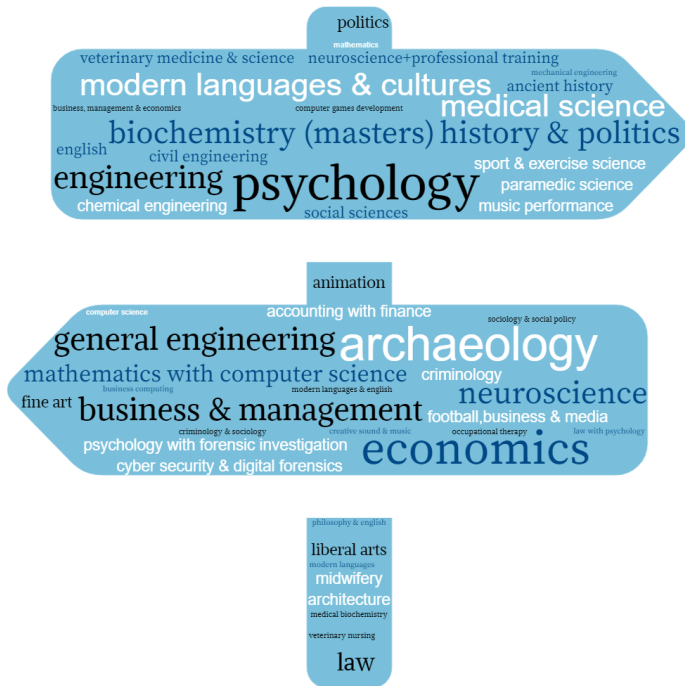 politics
mathematics
veterinary medicine & science neuroscience+professional training
mechanical engineering
modern languages & cultures ancient history
business, management & economics computer games development medical science
biochemistry (masters) history & politics
english civil engineering
sport & exercise science
engineering psychology paramedic science
chemical engineering social sciences music performance
animation
computer science accounting with finance
sociology & social policy
general engineering archaeology
mathematics with computer science criminology
business computing modern languages & english neuroscience
fine art business & management football,business & media
criminology & sociology creative sound & music occupational therapy law with psychology
psychology with forensic investigation economics
cyber security & digital forensics
philosophy & english
liberal arts
modern languages
midwifery
architecture
medical biochemistry
veterinary nursing
law